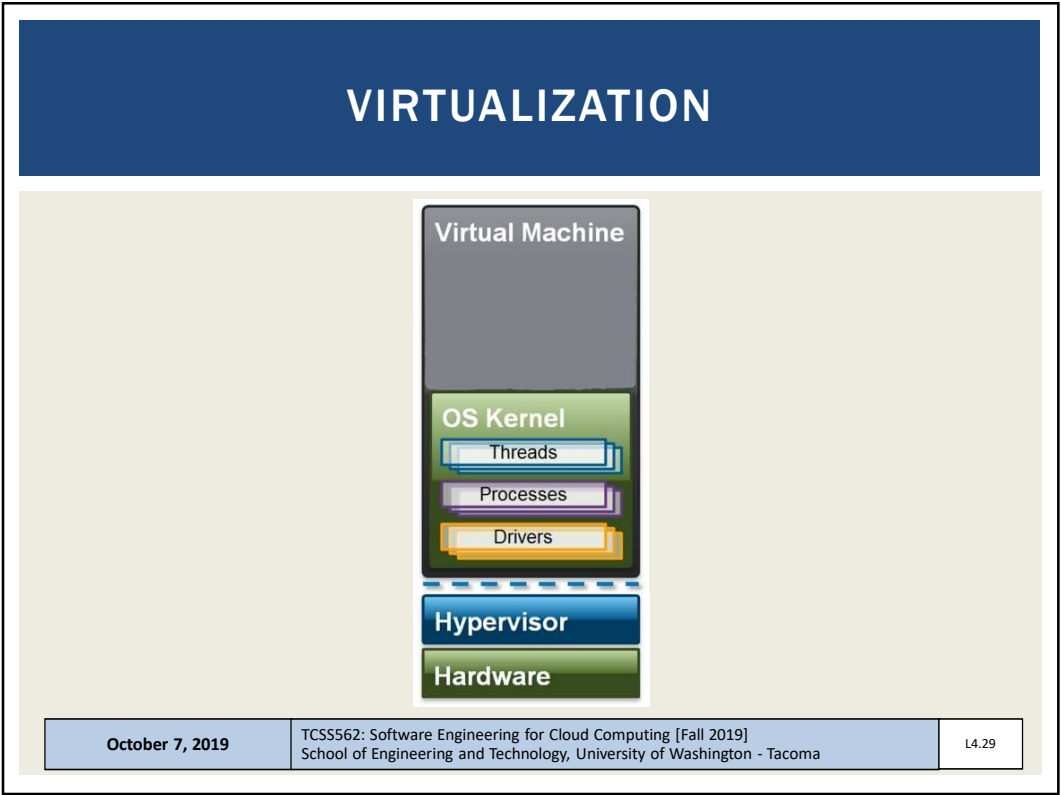 VIRTUALIZATION
Virtual Machine
OS Kernel
Threads
Processes
Drivers
Hypervisor
Hardware
October 7, 2019
TCSS562: Software Engineering for Cloud Computing [Fall 2019]
School of Engineering and Technology, University of Washington - Tacoma
L4.29